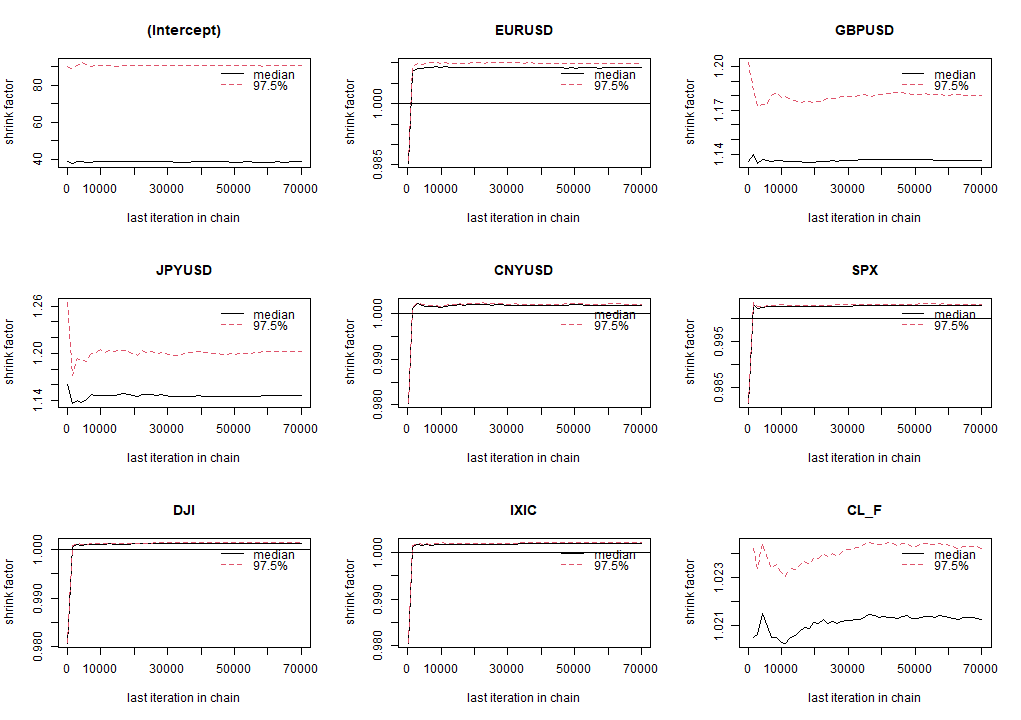 (Intercept)
shrink factor
40 60 80
median
97.5%
0 10000 30000 50000 70000
last iteration in chain
EURUSD
shrink factor
0.985 1.000
median
97.5%
0 10000 30000 50000 70000
last iteration in chain
GBPUSD
shrink factor
1.14 1.17 1.20
median
97.5%
0 10000 30000 50000 70000
last iteration in chain
JPYUSD
shrink factor
1.14 1.20 1.26
median
97.5%
0 10000 30000 50000 70000
last iteration in chain
CNYUSD
shrink factor
0.980 0.990 1.000
median
97.5%
0 10000 30000 50000 70000
last iteration in chain
SPX
shrink factor
0.985 0.995
median
97.5%
0 10000 30000 50000 70000
last iteration in chain
DJI
shrink factor
0.980 0.990 1.000
median
97.5%
0 10000 30000 50000 70000
last iteration in chain
IXIC
shrink factor
0.980 0.990 1.000
median
97.5%
0 10000 30000 50000 70000
last iteration in chain
CL_F
shrink factor
1.021 1.023
median
97.5%
0 10000 30000 50000 70000
last iteration in chain